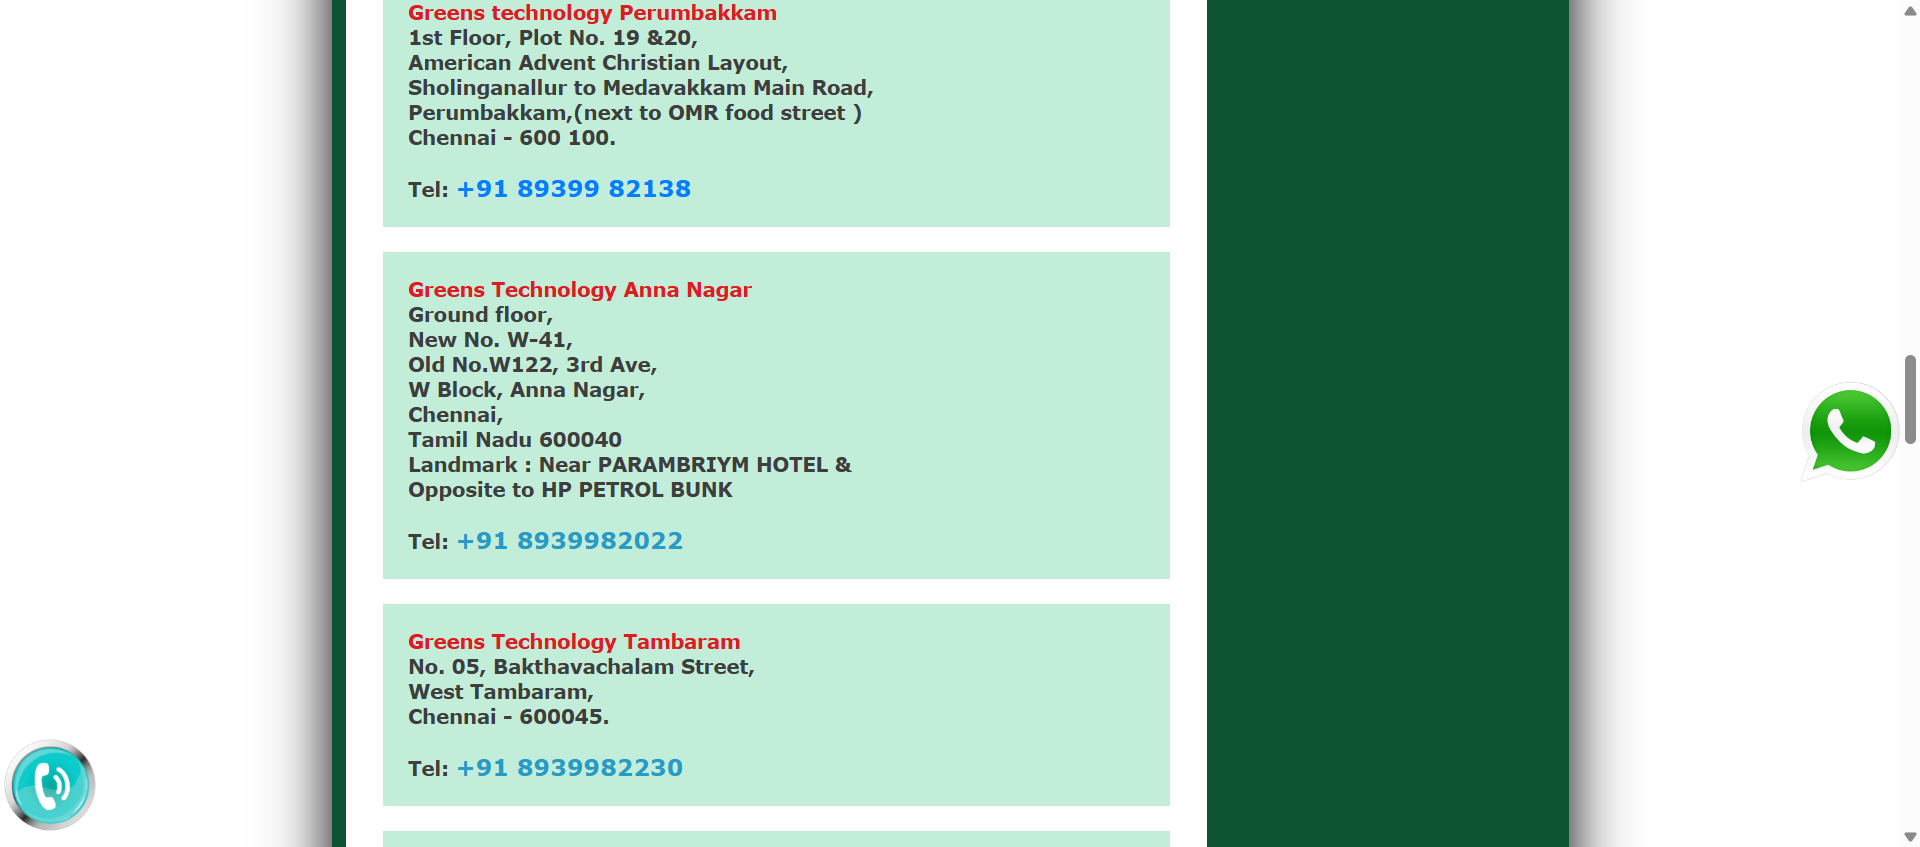 Greens technology Perumbakkam
1st Floor, Plot No. 19 &20,
American Advent Christian Layout,
Sholinganallur to Medavakkam Main Road,
Perumbakkam,(next to OMR food street )
Chennai - 600 100.
Tel: +91 89399 82138
Greens Technology Anna Nagar
Ground floor,
New No. W-41,
Old No.W122, 3rd Ave,
W Block, Anna Nagar,
Chennai,
Tamil Nadu 600040
Landmark : Near PARAMBRIYM HOTEL &
Opposite to HP PETROL BUNK
Tel: +91 8939982022
Greens Technology Tambaram
No. 05, Bakthavachalam Street,
West Tambaram,
Chennai - 600045.
Tel: +91 8939982230